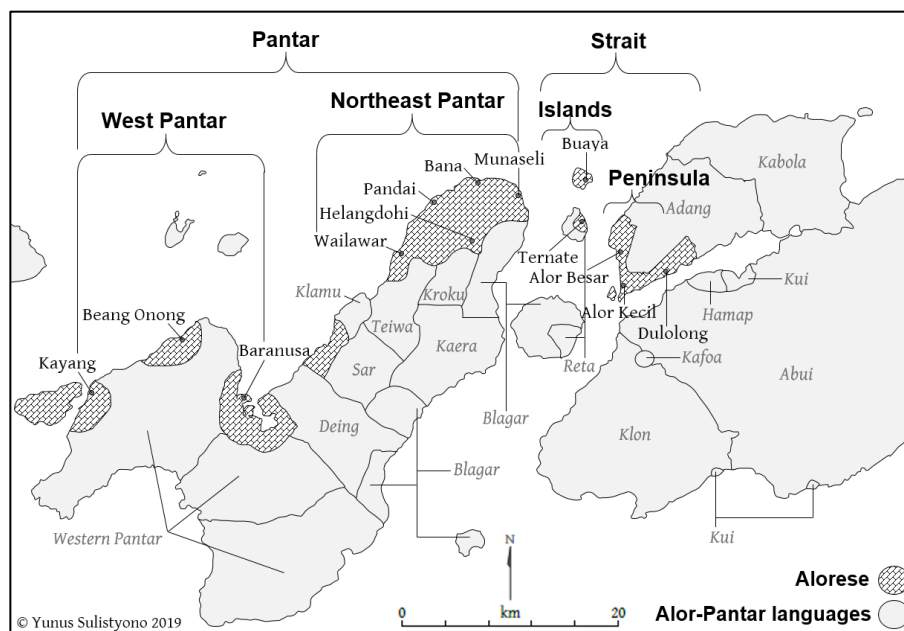 Pantar
Strait
Northeast Pantar
Islands
West Pantar
Bana
Munaseli
Buaya
Kabola
Pandai
Peninsula
Helangdohi
Adang
Wailawar
Ternate
Alor Besar
Klamu
Kroku
Kui
Teiwa
Alor Kecil
Hamap
Beang Onong
Dulolong
Baranusa
Kaera
Kafoa
Kayang
Sar
Reta
Abui
Deing
Blagar
Klon
Blagar
Western Pantar
Kui
N
Alorese
0
km
20
Alor-Pantar languages
© Yunus Sulistyono 2019